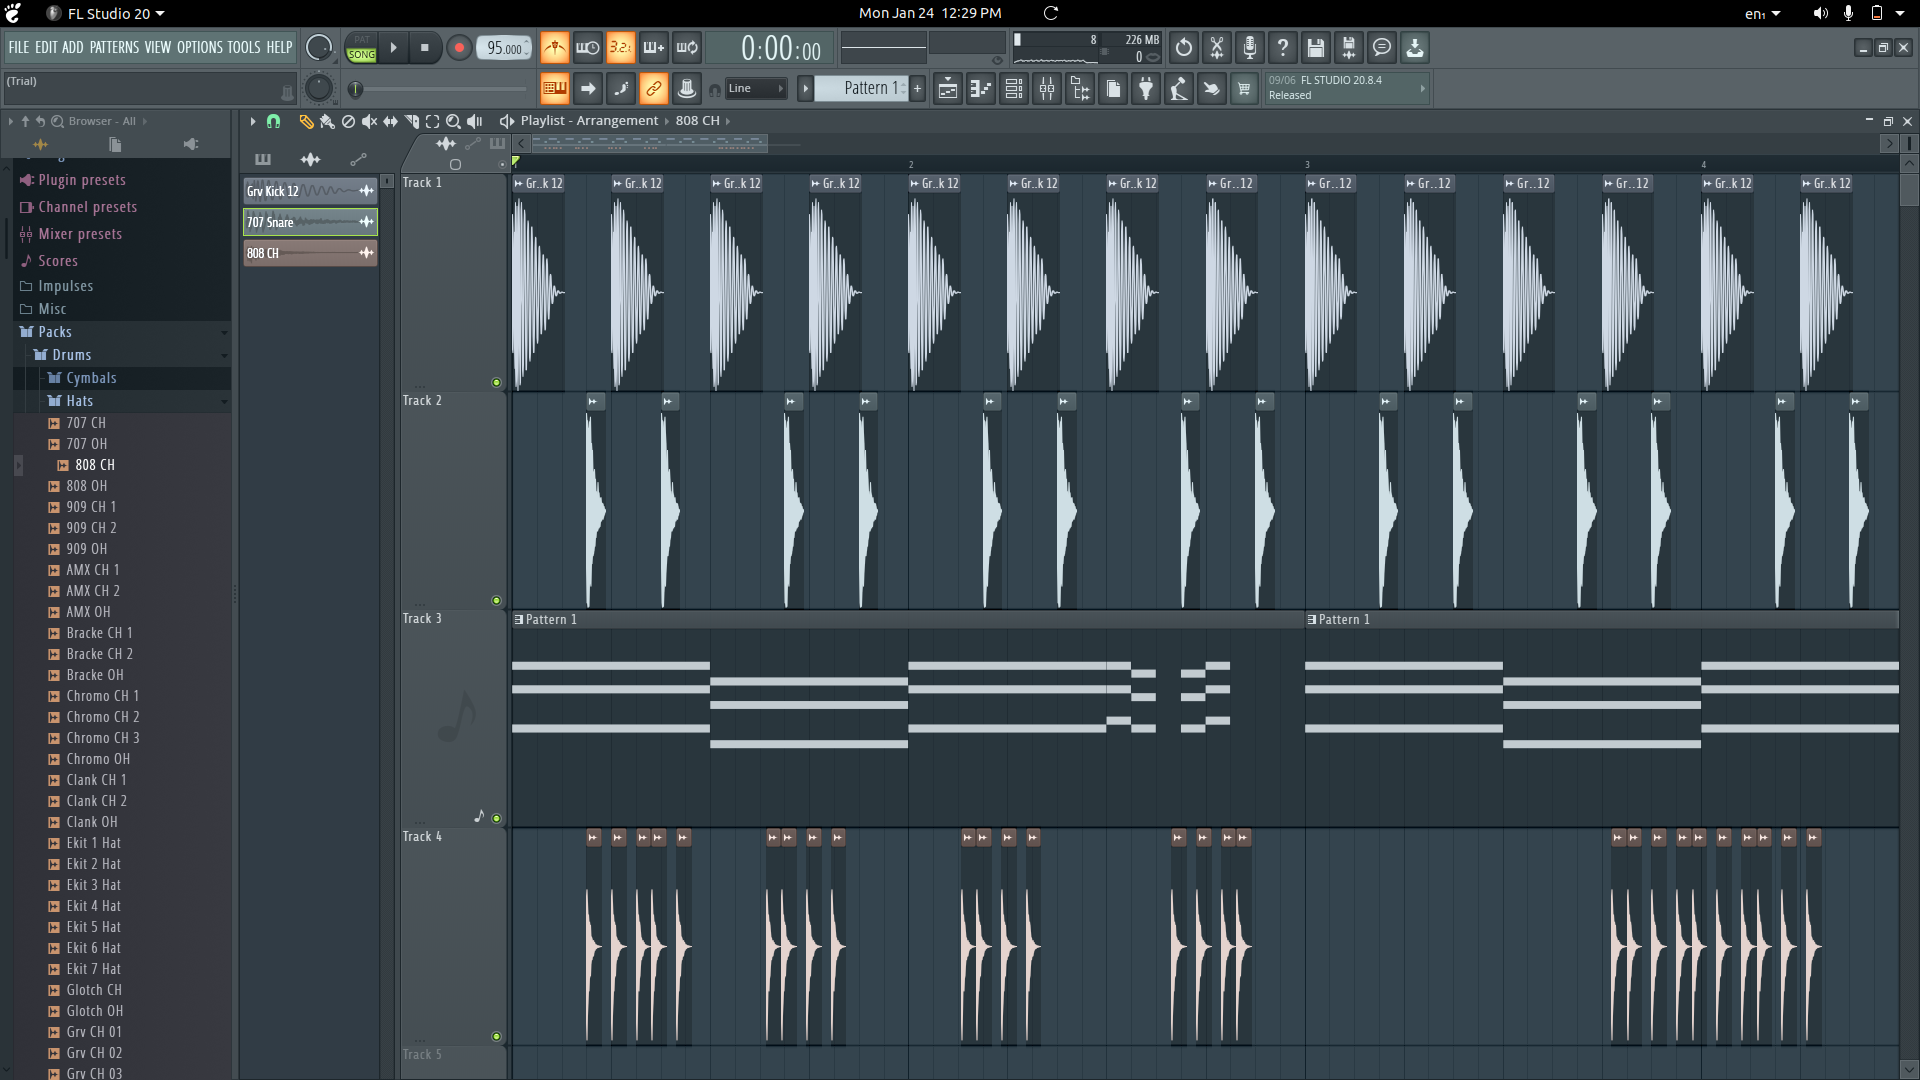 FL Studio 20
Mon Jan 24 12:29 PM
en₁
FILE EDIT ADD PATTERNS VIEW OPTIONS TOOLS HELP
PAT
SONG
95.000
3.2.
0:00:00
8
226 MB
0
(Trial)
Line
Pattern 1
+
09/06 FL STUDIO 20.8.4
Released
Browser - All
Playlist - Arrangement › 808 CH ›
Plugin presets
Channel presets
Mixer presets
Scores
Impulses
Misc
Packs
Drums
Cymbals
Hats
707 CH
707 OH
808 CH
808 OH
909 CH 1
909 CH 2
909 OH
AMX CH 1
AMX CH 2
AMX OH
Bracke CH 1
Bracke CH 2
Bracke OH
Chromo CH 1
Chromo CH 2
Chromo CH 3
Chromo OH
Clank CH 1
Clank CH 2
Clank OH
Ekit 1 Hat
Ekit 2 Hat
Ekit 3 Hat
Ekit 4 Hat
Ekit 5 Hat
Ekit 6 Hat
Ekit 7 Hat
Glotch CH
Glotch OH
Grv CH 01
Grv CH 02
Grv CH 03
Grv Kick 12
707 Snare
808 CH
2 3 4
Track 1
Gr..k 12 Gr..k 12 Gr..k 12 Gr..k 12 Gr..k 12 Gr..k 12 Gr..k 12 Gr..12 Gr..12 Gr..12 Gr..12 Gr..12 Gr..k 12 Gr..k 12
Track 2
Track 3
Pattern 1 Pattern 1
Track 4
Track 5